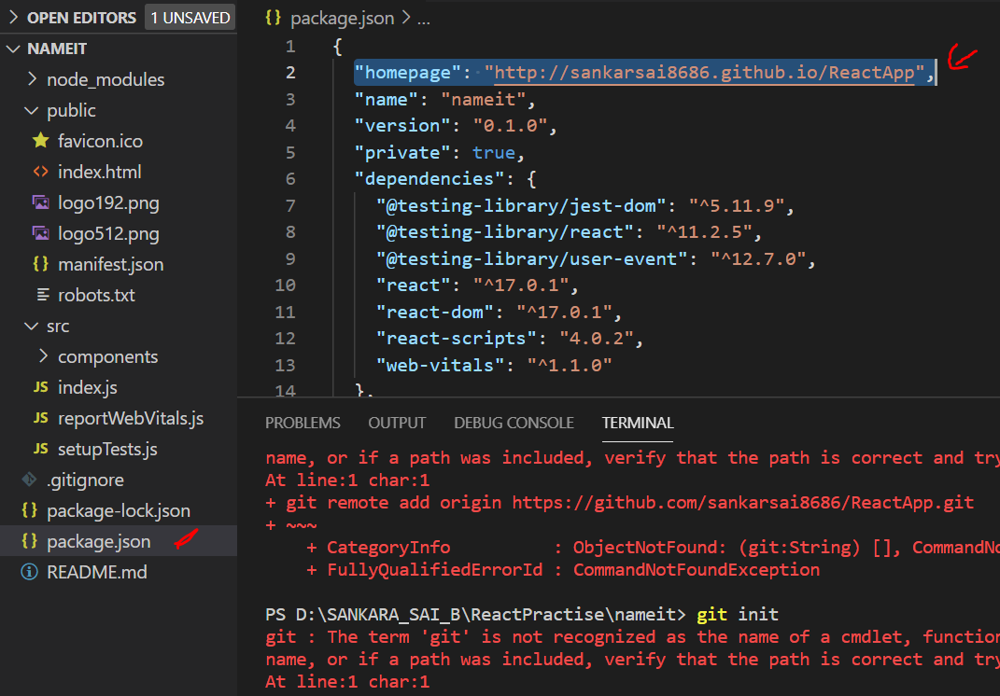 OPEN EDITORS 1 UNSAVED
NAMEIT
node_modules
public
favicon.ico
index.html
logo192.png
logo512.png
manifest.json
robots.txt
src
components
JS index.js
JS reportWebVitals.js
JS setupTests.js
.gitignore
{} package-lock.json
{} package.json
README.md
{} package.json > ...
1 {
2 "homepage": "http://sankarsai8686.github.io/ReactApp",
3 "name": "nameit",
4 "version": "0.1.0",
5 "private": true,
6 "dependencies": {
7 "@testing-library/jest-dom": "^5.11.9",
8 "@testing-library/react": "^11.2.5",
9 "@testing-library/user-event": "^12.7.0",
10 "react": "^17.0.1",
11 "react-dom": "^17.0.1",
12 "react-scripts": "4.0.2",
13 "web-vitals": "^1.1.0"
14 },
PROBLEMS OUTPUT DEBUG CONSOLE TERMINAL
name, or if a path was included, verify that the path is correct and try
At line:1 char:1
+ git remote add origin https://github.com/sankarsai8686/ReactApp.git
+ ~~~
+ CategoryInfo : ObjectNotFound: (git:String) [], CommandNo
+ FullyQualifiedErrorId : CommandNotFoundException
PS D:\SANKARA_SAI_B\ReactPractise\nameit> git init
git : The term 'git' is not recognized as the name of a cmdlet, function
name, or if a path was included, verify that the path is correct and try
At line:1 char:1